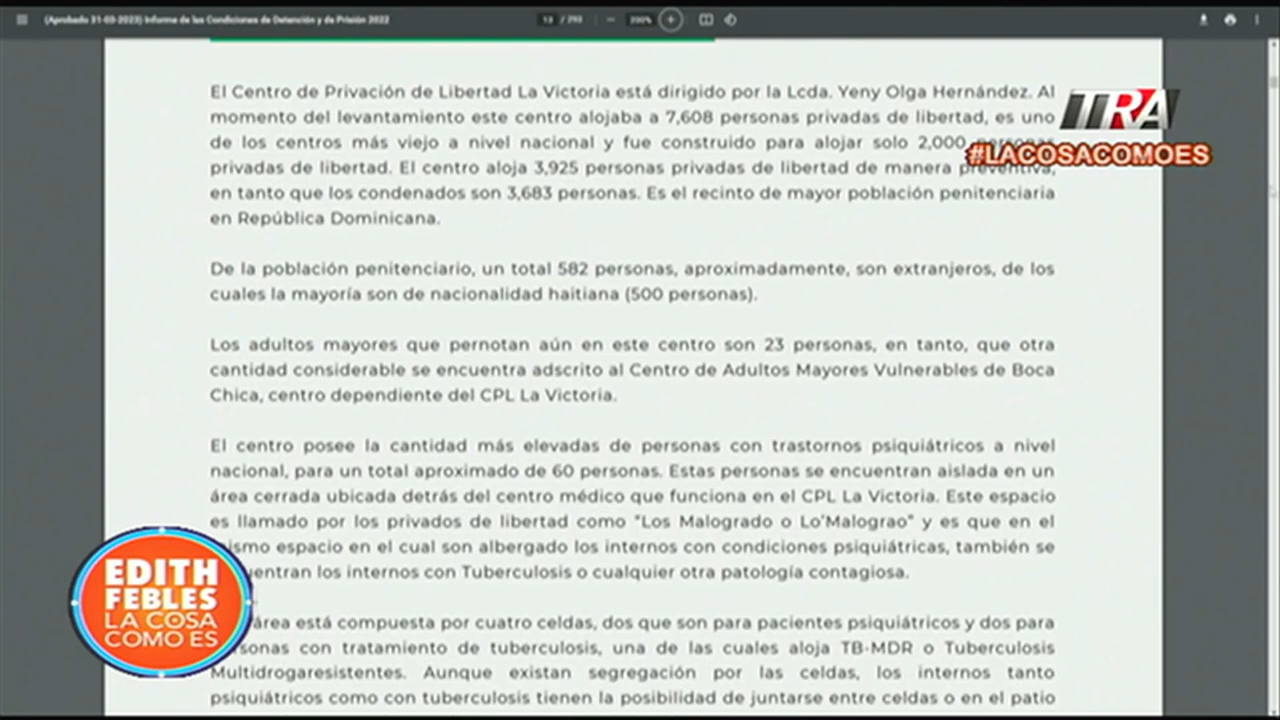 (Aprobado 31-03-2023) Informe de las Condiciones de Detención y de Prisión 2022
13 / 293
200%
El Centro de Privación de Libertad La Victoria está dirigido por la Lcda. Yeny Olga Hernández. Al
momento del levantamiento este centro alojaba a 7,608 personas privadas de libertad, es uno
de los centros más viejo a nivel nacional y fue construido para alojar solo 2,000 personas
privadas de libertad. El centro aloja 3,925 personas privadas de libertad de manera preventiva,
en tanto que los condenados son 3,683 personas. Es el recinto de mayor población penitenciaria
en República Dominicana.
De la población penitenciario, un total 582 personas, aproximadamente, son extranjeros, de los
cuales la mayoría son de nacionalidad haitiana (500 personas).
Los adultos mayores que pernotan aún en este centro son 23 personas, en tanto, que otra
cantidad considerable se encuentra adscrito al Centro de Adultos Mayores Vulnerables de Boca
Chica, centro dependiente del CPL La Victoria.
El centro posee la cantidad más elevadas de personas con trastornos psiquiátricos a nivel
nacional, para un total aproximado de 60 personas. Estas personas se encuentran aislada en un
área cerrada ubicada detrás del centro médico que funciona en el CPL La Victoria. Este espacio
es llamado por los privados de libertad como “Los Malogrado o Lo’Malograo” y es que en el
mismo espacio en el cual son albergado los internos con condiciones psiquiátricas, también se
encuentran los internos con Tuberculosis o cualquier otra patología contagiosa.
área está compuesta por cuatro celdas, dos que son para pacientes psiquiátricos y dos para
personas con tratamiento de tuberculosis, una de las cuales aloja TB-MDR o Tuberculosis
Multidrogaresistentes. Aunque existan segregación por las celdas, los internos tanto
psiquiátricos como con tuberculosis tienen la posibilidad de juntarse entre celdas o en el patio
TRA
#LACOSACOMOES
EDITH
FEBLES
LA COSA
COMO ES